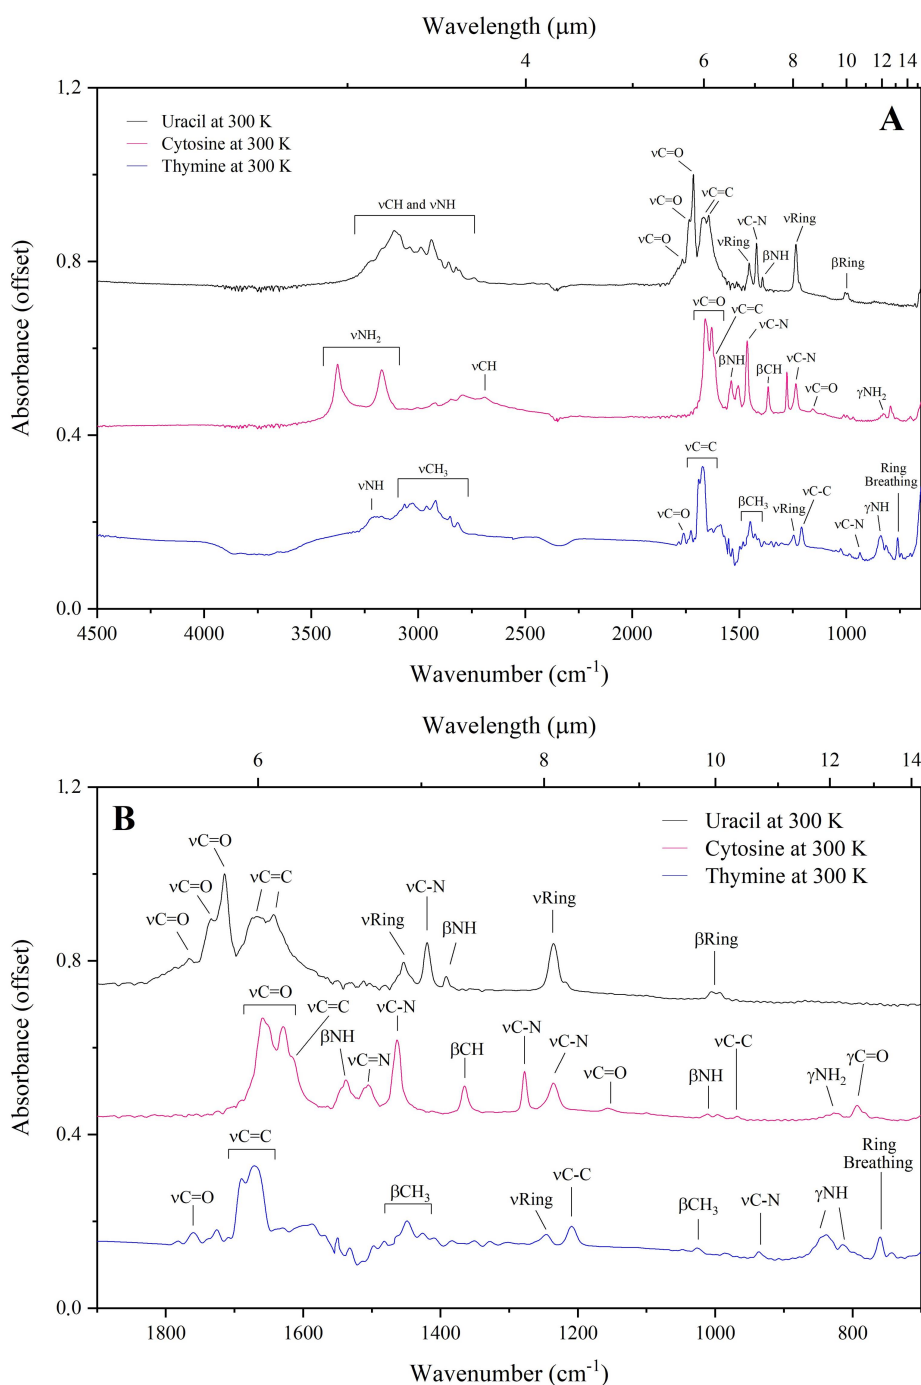 Wavelength (μm)
4 6 8 10 12 14
A
Uracil at 300 K
Cytosine at 300 K
Thymine at 300 K
1.2
0.8
0.4
0.0
Absorbance (offset)
νCH and νNH
νC=O
νC=O
νC=O
νC=C
νRing
νC-N
βNH
νRing
βRing
νNH2
νCH
νC=O
νC=C
βNH
νC-N
βCH
νC-N
νC=O
γNH2
νNH
νCH3
νC=O
νC=C
βCH3
νRing
νC-C
νC-N
γNH
Ring
Breathing
4500 4000 3500 3000 2500 2000 1500 1000
Wavenumber (cm-1)
Wavelength (μm)
6 8 10 12 14
B
Uracil at 300 K
Cytosine at 300 K
Thymine at 300 K
1.2
0.8
0.4
0.0
Absorbance (offset)
νC=O
νC=O
νC=O
νC=C
νRing
νC-N
βNH
νRing
βRing
νC=O
νC=C
βNH
νC=N
νC-N
βCH
νC-N
νC-N
νC=O
βNH
νC-C
γNH2
γC=O
νC=O
νC=C
βCH3
νRing
νC-C
βCH3
νC-N
γNH
Ring
Breathing
1800 1600 1400 1200 1000 800
Wavenumber (cm-1)